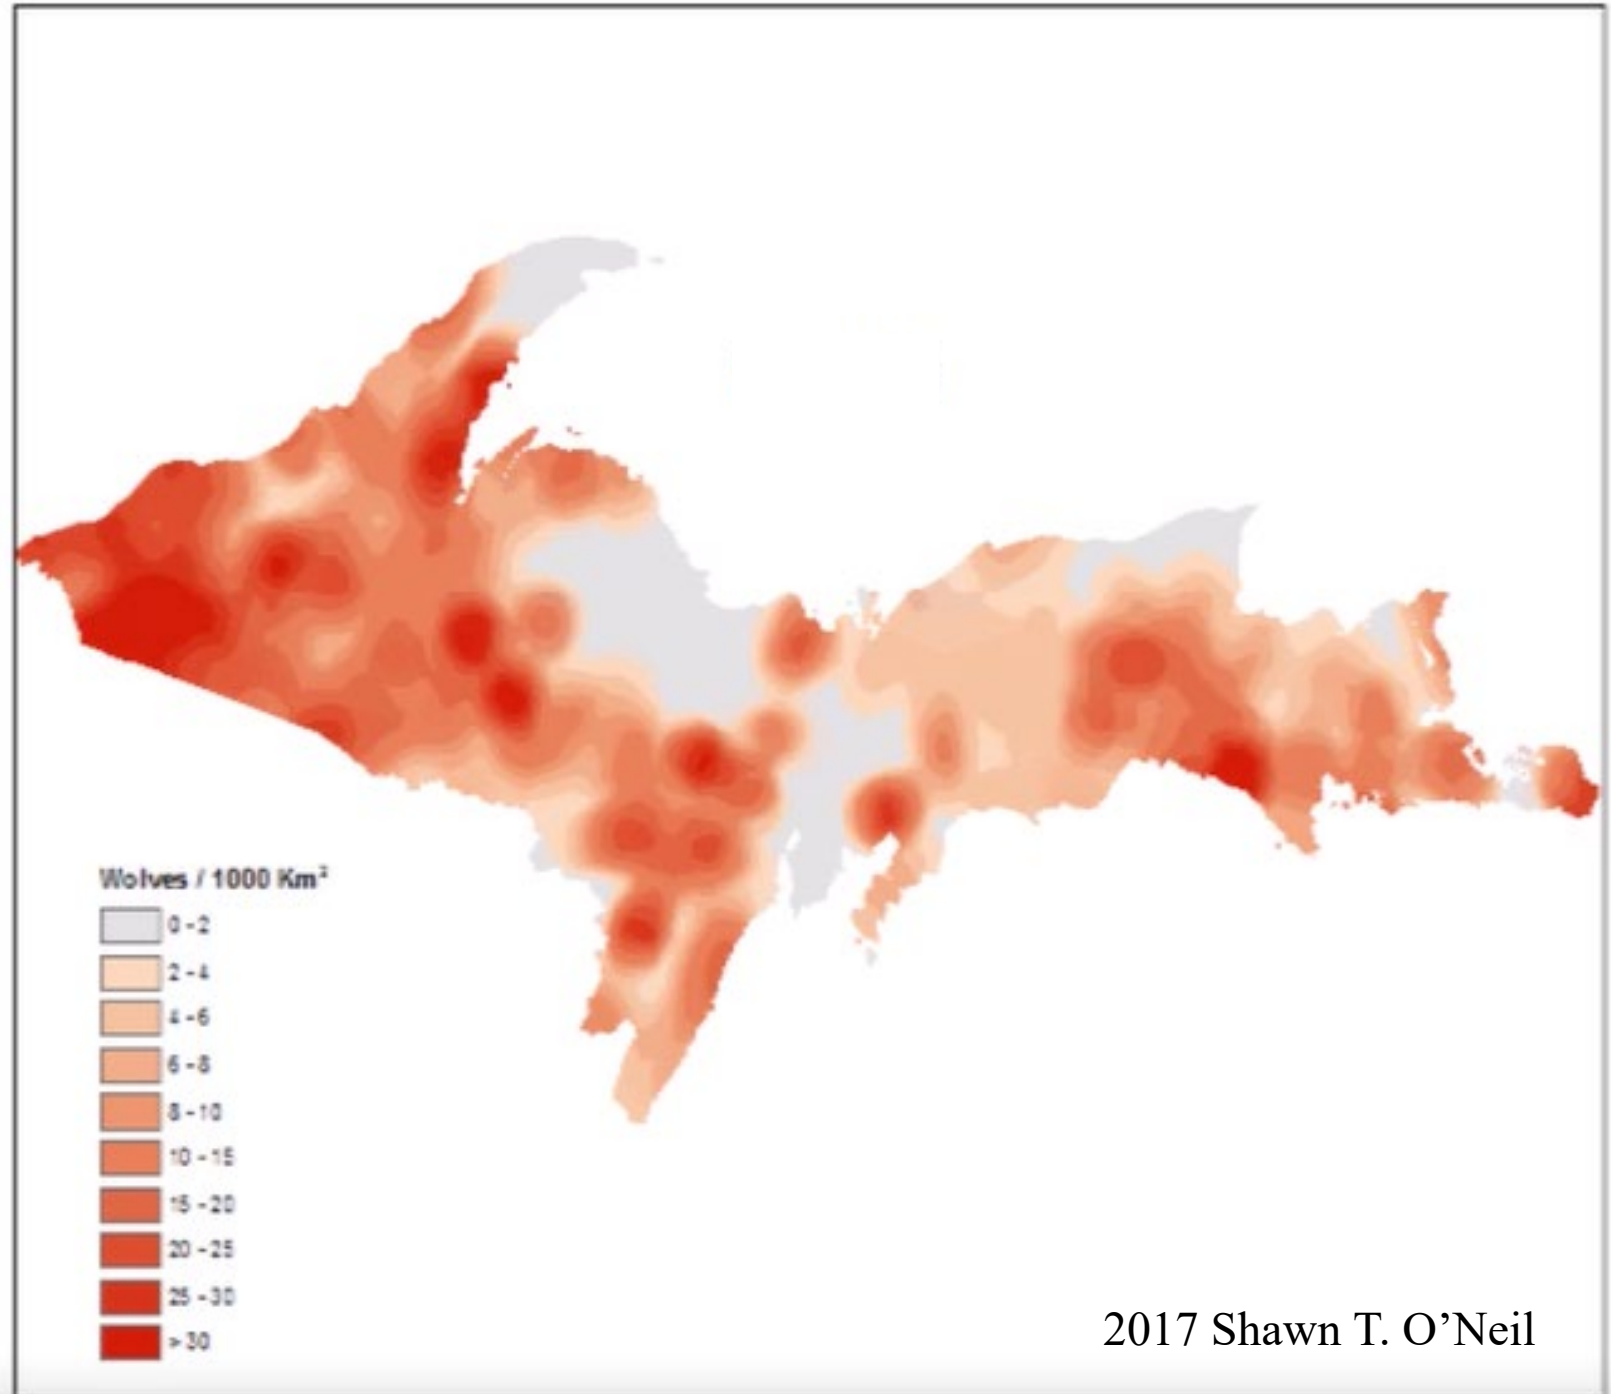 Wolves / 1000 Km²
0 - 2
2 - 4
4 - 6
6 - 8
8 - 10
10 - 15
15 - 20
20 - 25
25 - 30
> 30
2017 Shawn T. O’Neil